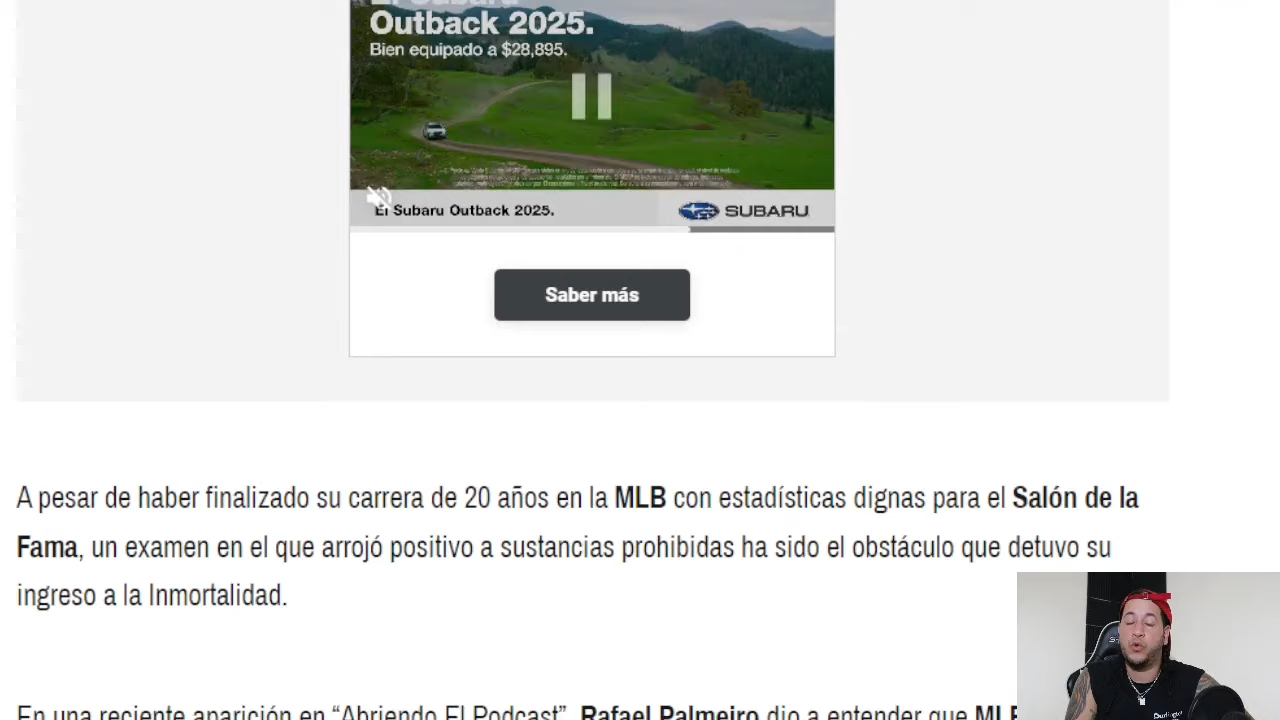 Outback 2025.
Bien equipado a $28,895.
El Subaru Outback 2025.
SUBARU
Saber más
A pesar de haber finalizado su carrera de 20 años en la MLB con estadísticas dignas para el Salón de la
Fama, un examen en el que arrojó positivo a sustancias prohibidas ha sido el obstáculo que detuvo su
ingreso a la Inmortalidad.
En una reciente aparición en “Abriendo El Podcast”, Rafael Palmeiro dio a entender que MLB